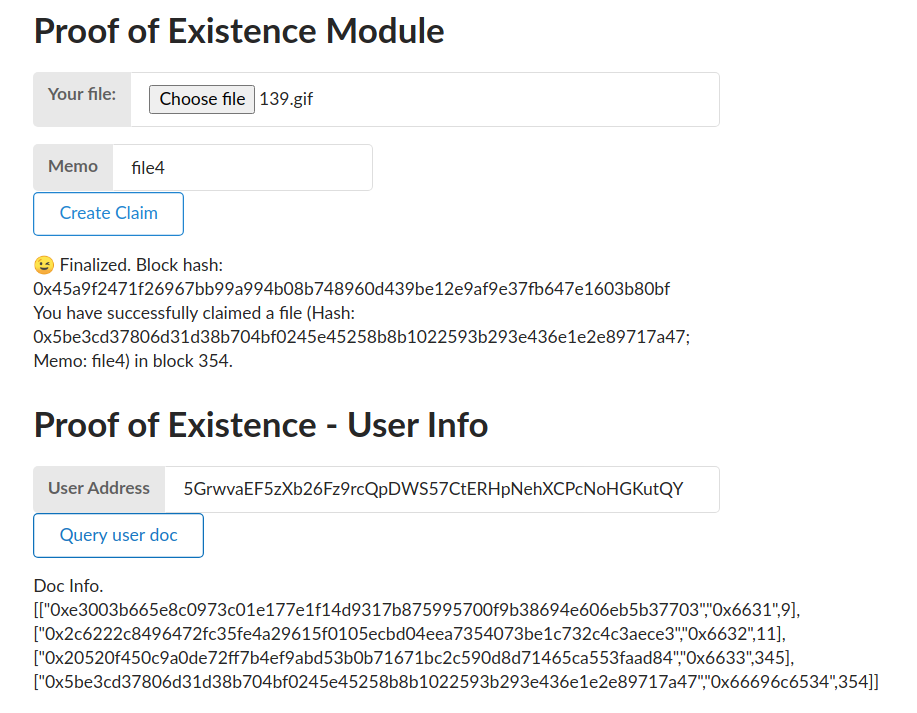 Proof of Existence Module
Your file: Choose file 139.gif
Memo file4
Create Claim
😉 Finalized. Block hash:
0x45a9f2471f26967bb99a994b08b748960d439be12e9af9e37fb647e1603b80bf
You have successfully claimed a file (Hash:
0x5be3cd37806d31d38b704bf0245e45258b8b1022593b293e436e1e2e89717a47;
Memo: file4) in block 354.
Proof of Existence - User Info
User Address 5GrwvaEF5zXb26Fz9rcQpDWS57CtERHpNehXCPcNoHGKutQY
Query user doc
Doc Info.
[["0xe3003b665e8c0973c01e177e1f14d9317b875995700f9b38694e606eb5b37703","0x6631",9],
["0x2c6222c8496472fc35fe4a29615f0105ecbd04eea7354073be1c732c4c3aece3","0x6632",11],
["0x20520f450c9a0de72ff7b4ef9abd53b0b71671bc2c590d8d71465ca553faad84","0x6633",345],
["0x5be3cd37806d31d38b704bf0245e45258b8b1022593b293e436e1e2e89717a47","0x66696c6534",354]]